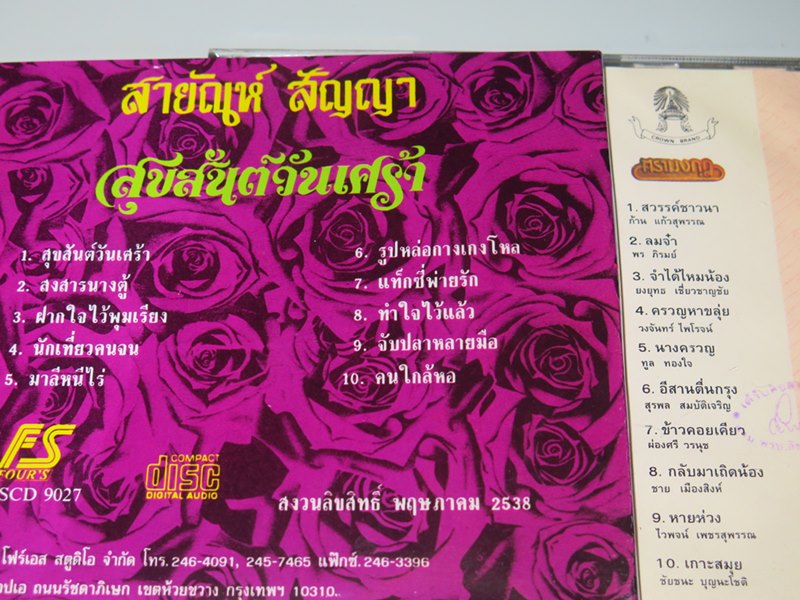 สายัณห์ สัญญา
สุขสันต์วันเศร้า
1. สุขสันต์วันเศร้า
2. สงสารนางตู้
3. ฝากใจไว้พุมเรียง
4. นักเที่ยวคนจน
5. มาลีหนีไร่
6. รูปหล่อกางเกงโหล
7. แท็กซี่พ่ายรัก
8. ทำใจไว้แล้ว
9. จับปลาหลายมือ
10. คนใกล้หอ
FS
FOUR'S
SCD 9027
COMPACT
disc
DIGITAL AUDIO
สงวนลิขสิทธิ์ พฤษภาคม 2538
โฟร์เอส สตูดิโอ จำกัด โทร. 246-4091, 245-7465 แฟ๊กซ์. 246-3396
ถนนรัชดาภิเษก เขตห้วยขวาง กรุงเทพฯ 10310.
CROWN BRAND
ตรามงกุฎ
1. สวรรค์ชาวนา
ก้าน แก้วสุพรรณ
2. ลมจ๋า
พร ภิรมย์
3. จำได้ไหมน้อง
ยงยุทธ เชี่ยวชาญชัย
4. ครวญหาขลุ่ย
วงจันทร์ ไพโรจน์
5. นางครวญ
ทูล ทองใจ
6. อีสานตื่นกรุง
สุรพล สมบัติเจริญ
7. ข้าวคอยเคียว
ผ่องศรี วรนุช
8. กลับมาเถิดน้อง
ชาย เมืองสิงห์
9. หายห่วง
ไวพจน์ เพชรสุพรรณ
10. เกาะสมุย
ชัยชนะ บุญนะโชติ